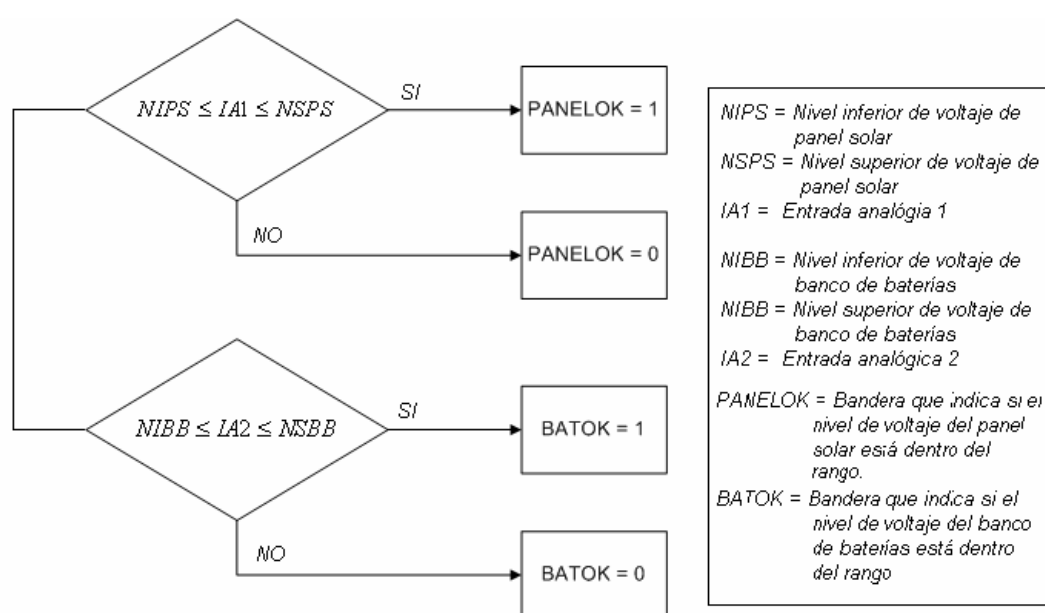 NIPS ≤ IA1 ≤ NSPS
SI
PANELOK = 1
NO
PANELOK = 0
NIBB ≤ IA2 ≤ NSBB
SI
BATOK = 1
NO
BATOK = 0
NIPS = Nivel inferior de voltaje de
panel solar
NSPS = Nivel superior de voltaje de
panel solar
IA1 = Entrada analógia 1
NIBB = Nivel inferior de voltaje de
banco de baterías
NIBB = Nivel superior de voltaje de
banco de baterías
IA2 = Entrada analógica 2
PANELOK = Bandera que indica si el
nivel de voltaje del panel
solar está dentro del
rango.
BATOK = Bandera que indica si el
nivel de voltaje del banco
de baterías está dentro
del rango